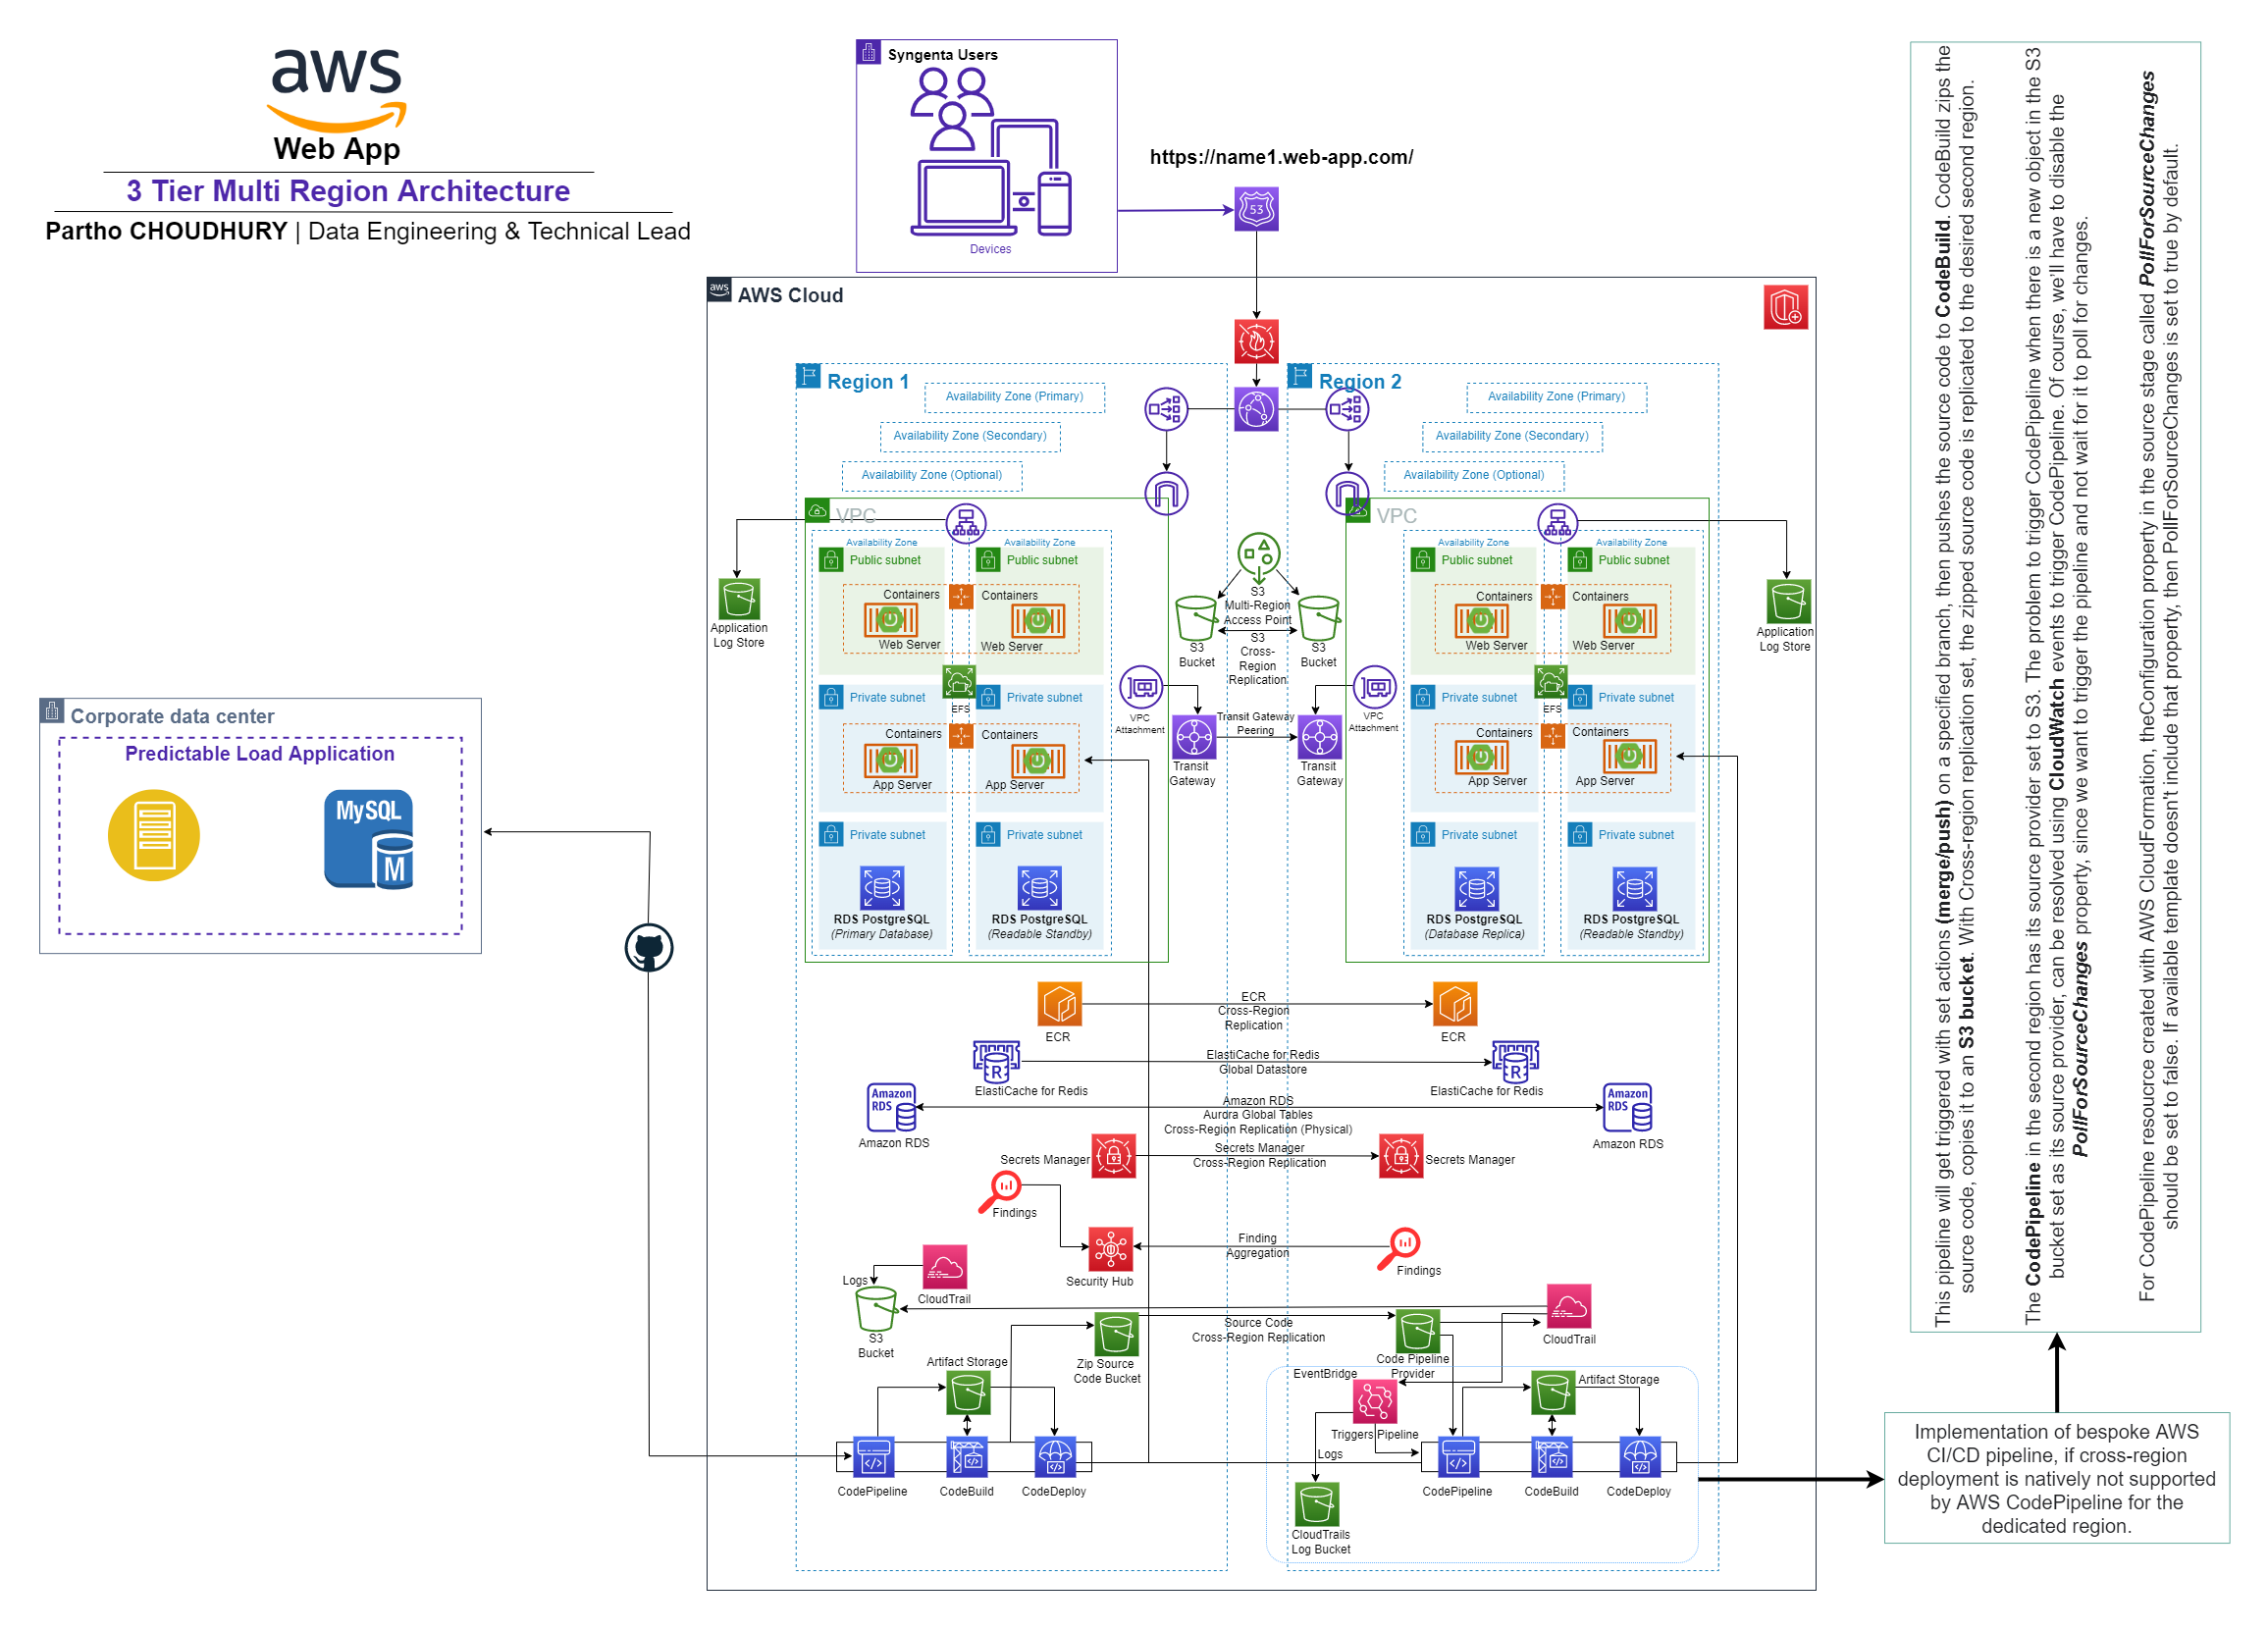 aws
Web App
3 Tier Multi Region Architecture
Partho CHOUDHURY | Data Engineering & Technical Lead
Syngenta Users
Devices
https://name1.web-app.com/
53
aws
AWS Cloud
Region 1
Availability Zone (Primary)
Availability Zone (Secondary)
Availability Zone (Optional)
Region 2
Availability Zone (Primary)
Availability Zone (Secondary)
Availability Zone (Optional)
VPC
Availability Zone
Availability Zone
Public subnet
Public subnet
Containers
Containers
Web Server
Web Server
Private subnet
Private subnet
EFS
Containers
Containers
App Server
App Server
Private subnet
Private subnet
RDS PostgreSQL
(Primary Database)
RDS PostgreSQL
(Readable Standby)
Application
Log Store
S3
Multi-Region
Access Point
S3
Bucket
S3
Bucket
S3
Cross-
Region
Replication
VPC
Attachment
VPC
Attachment
Transit Gateway
Peering
Transit
Gateway
Transit
Gateway
VPC
Availability Zone
Availability Zone
Public subnet
Public subnet
Containers
Containers
Web Server
Web Server
Private subnet
Private subnet
EFS
Containers
Containers
App Server
App Server
Private subnet
Private subnet
RDS PostgreSQL
(Database Replica)
RDS PostgreSQL
(Readable Standby)
Application
Log Store
Corporate data center
Predictable Load Application
MySQL
M
ECR
ECR
Cross-Region
Replication
ECR
R
ElastiCache for Redis
ElastiCache for Redis
Global Datastore
R
ElastiCache for Redis
Amazon
RDS
Amazon RDS
Amazon RDS
Aurora Global Tables
Cross-Region Replication (Physical)
Amazon
RDS
Amazon RDS
Secrets Manager
Secrets Manager
Cross-Region Replication
Secrets Manager
Findings
Security Hub
Finding
Aggregation
Findings
Logs
CloudTrail
S3
Bucket
CloudTrail
Zip Source
Code Bucket
Source Code
Cross-Region Replication
Code Pipeline
Provider
Artifact Storage
CodePipeline
CodeBuild
CodeDeploy
EventBridge
Triggers Pipeline
Logs
CloudTrails
Log Bucket
Artifact Storage
CodePipeline
CodeBuild
CodeDeploy
This pipeline will get triggered with set actions (merge/push) on a specified branch, then pushes the source code to CodeBuild. CodeBuild zips the
source code, copies it to an S3 bucket. With Cross-region replication set, the zipped source code is replicated to the desired second region.
The CodePipeline in the second region has its source provider set to S3. The problem to trigger CodePipeline when there is a new object in the S3
bucket set as its source provider, can be resolved using CloudWatch events to trigger CodePipeline. Of course, we'll have to disable the
PollForSourceChanges property, since we want to trigger the pipeline and not wait for it to poll for changes.
For CodePipeline resoucrce created with AWS CloudFormation, theConfiguration property in the source stage called PollForSourceChanges
should be set to false. If available template doesn't include that property, then PollForSourceChanges is set to true by default.
Implementation of bespoke AWS
CI/CD pipeline, if cross-region
deployment is natively not supported
by AWS CodePipeline for the
dedicated region.